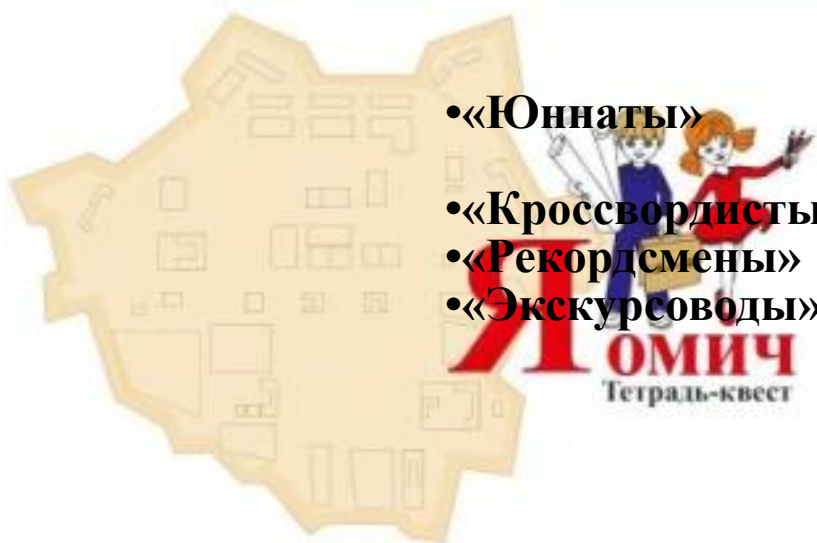 •«Юннаты»
•«Кроссвордисты
•«Рекордсмены»
•«Экскурсоводы»
Я омич
Тетрадь-квест